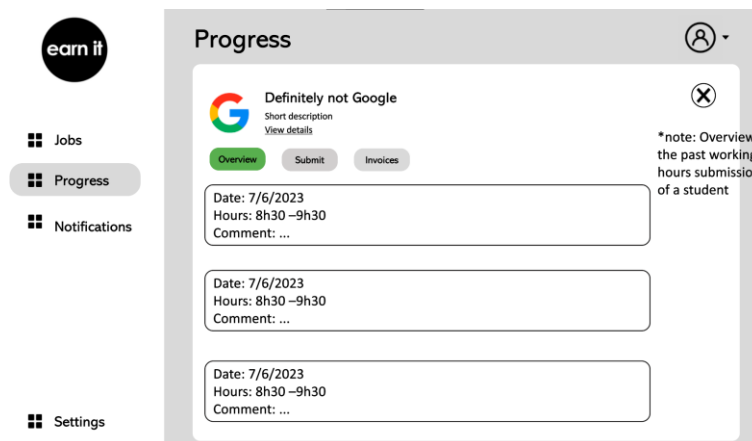 earn it
Progress
Jobs
Progress
Notifications
Settings
Definitely not Google
Short description
View details
Overview
Submit
Invoices
Date: 7/6/2023
Hours: 8h30 –9h30
Comment: ...
Date: 7/6/2023
Hours: 8h30 –9h30
Comment: ...
Date: 7/6/2023
Hours: 8h30 –9h30
Comment: ...
*note: Overview
the past working
hours submissio
of a student